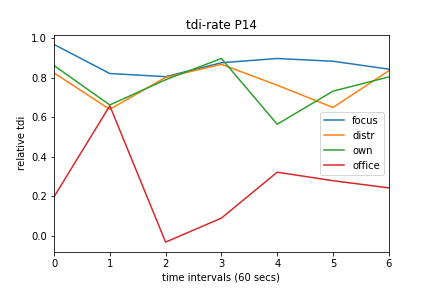 tdi-rate P14
1.0
0.8
0.6
0.4
0.2
0.0
relative tdi
focus
distr
own
office
0 1 2 3 4 5 6
time intervals (60 secs)